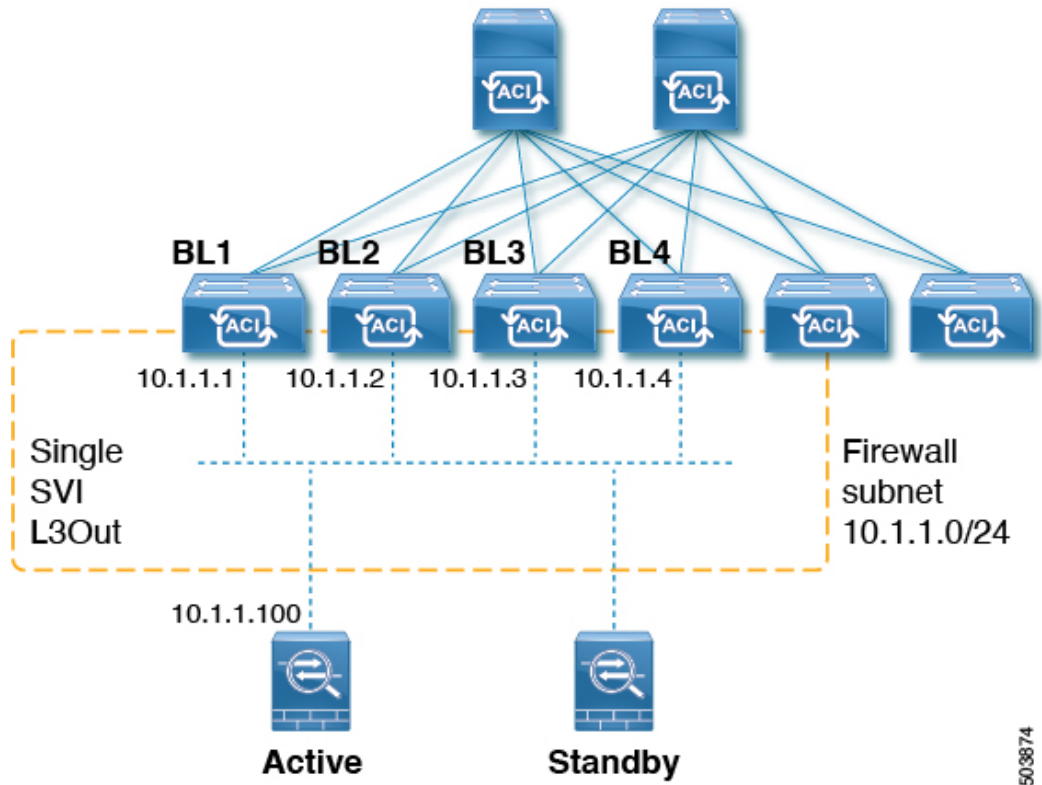 ACI
ACI
BL1
BL2
BL3
BL4
ACI
ACI
ACI
ACI
ACI
ACI
10.1.1.1
10.1.1.2
10.1.1.3
10.1.1.4
Single
SVI
L3Out
Firewall
subnet
10.1.1.0/24
10.1.1.100
Active
Standby
503874